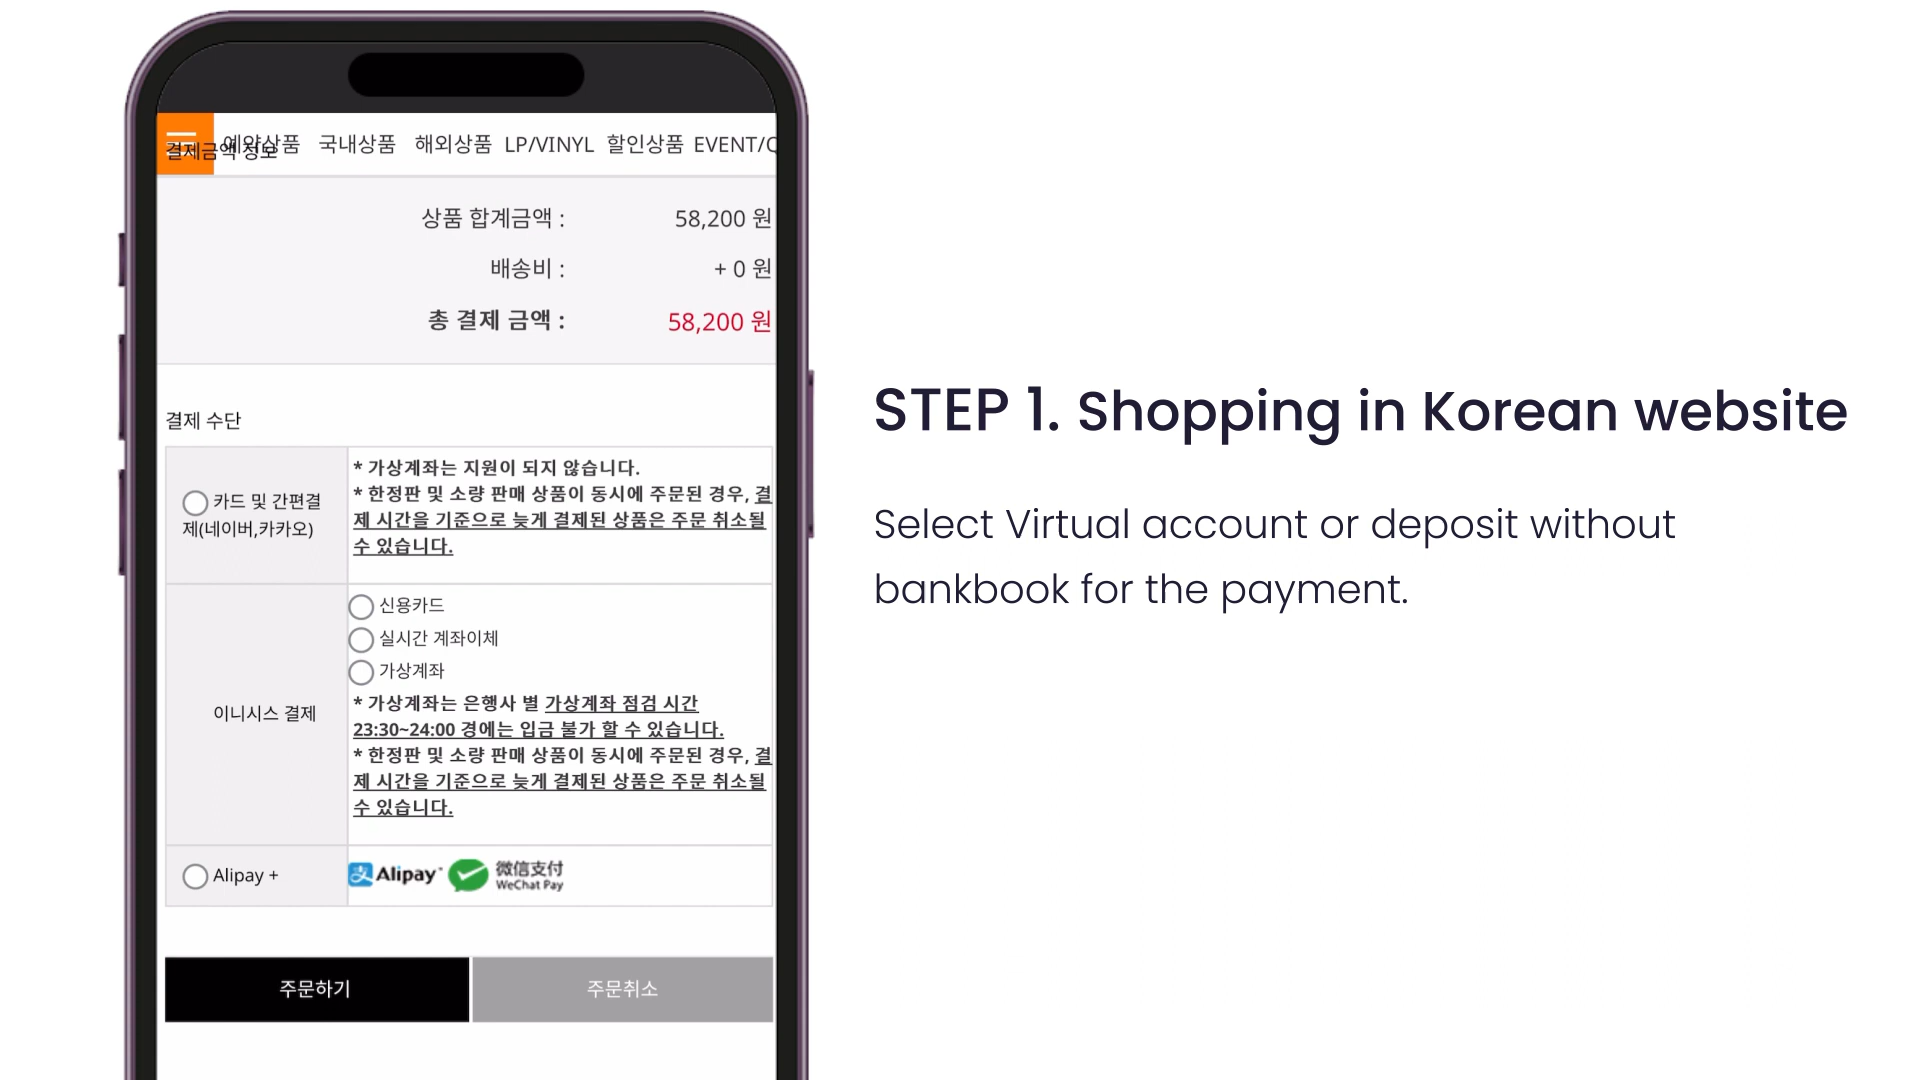 예약상품 국내상품 해외상품 LP/VINYL 할인상품 EVENT/
결제금액 정보
상품 합계금액 : 58,200 원
배송비 : + 0 원
총 결제 금액 : 58,200 원
결제 수단
카드 및 간편결
제(네이버,카카오)
* 가상계좌는 지원이 되지 않습니다.
* 한정판 및 소량 판매 상품이 동시에 주문된 경우, 결
제 시간을 기준으로 늦게 결제된 상품은 주문 취소될
수 있습니다.
이니시스 결제
신용카드
실시간 계좌이체
가상계좌
* 가상계좌는 은행사 별 가상계좌 점검 시간
23:30~24:00 경에는 입금 불가 할 수 있습니다.
* 한정판 및 소량 판매 상품이 동시에 주문된 경우, 결
제 시간을 기준으로 늦게 결제된 상품은 주문 취소될
수 있습니다.
Alipay +
支 Alipay 微信支付
WeChat Pay
주문하기 주문취소
STEP 1. Shopping in Korean website
Select Virtual account or deposit without
bankbook for the payment.